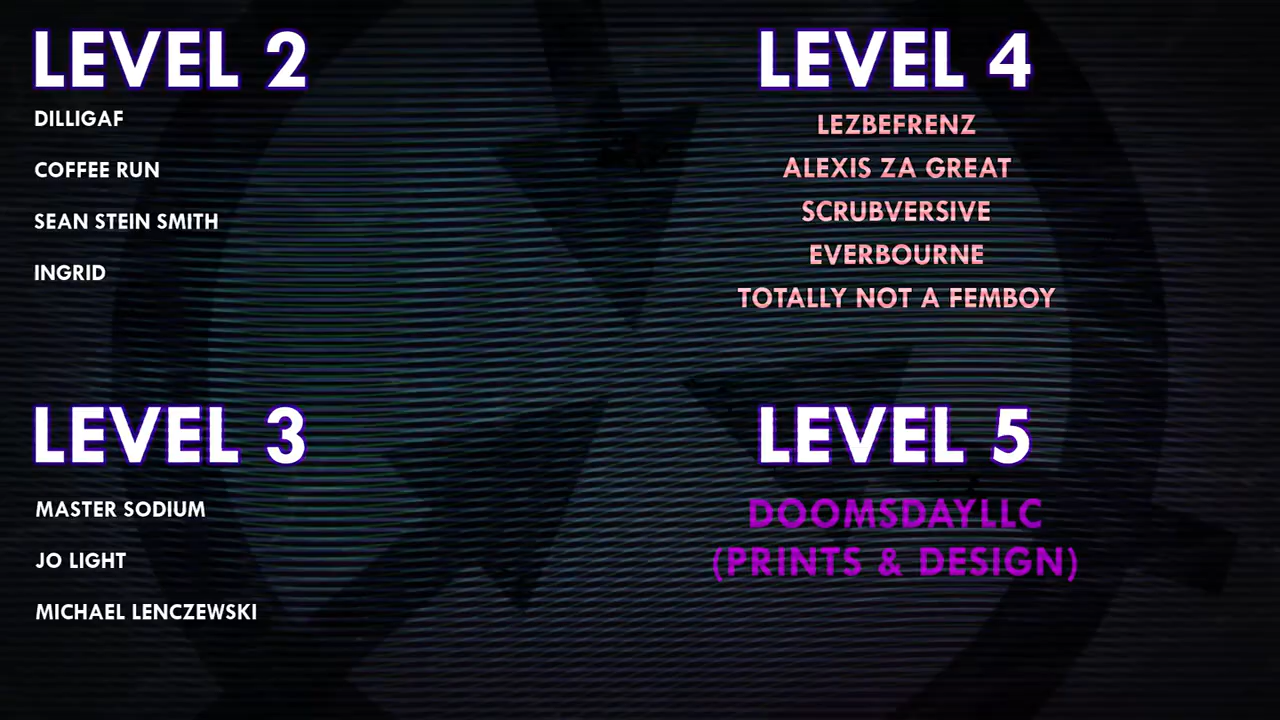 LEVEL 2
DILLIGAF
COFFEE RUN
SEAN STEIN SMITH
INGRID
LEVEL 3
MASTER SODIUM
JO LIGHT
MICHAEL LENCZEWSKI
LEVEL 4
LEZBEFRENZ
ALEXIS ZA GREAT
SCRUBVERSIVE
EVERBOURNE
TOTALLY NOT A FEMBOY
LEVEL 5
DOOMSDAYLLC
(PRINTS & DESIGN)